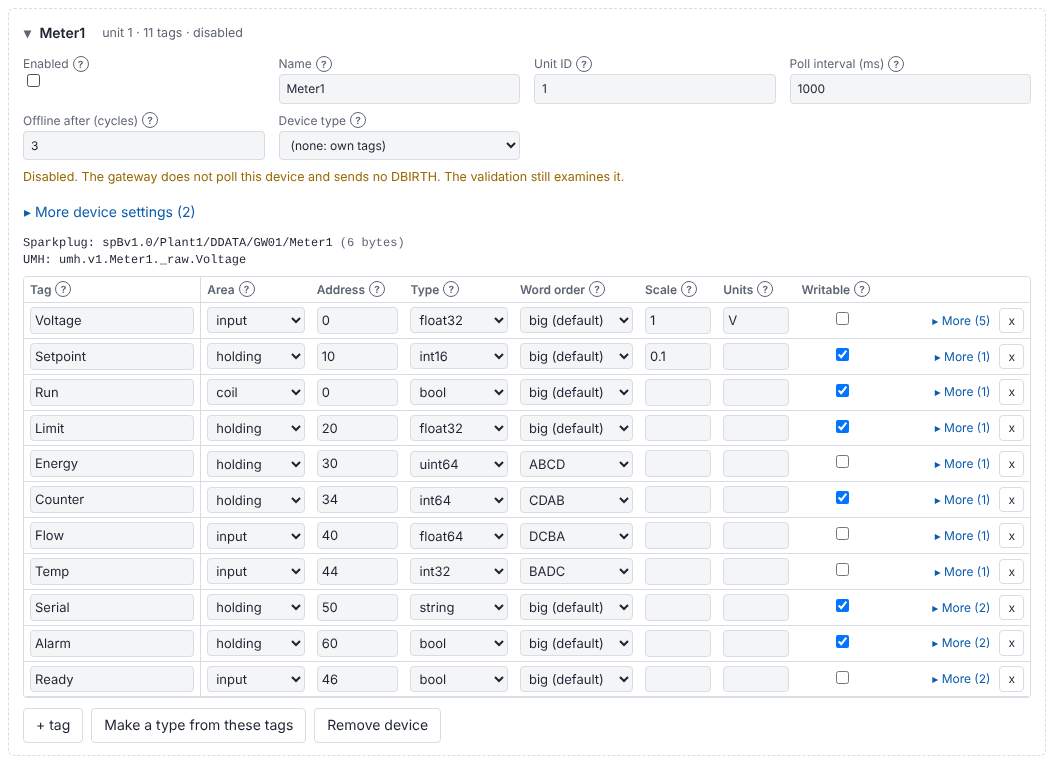 ▾ Meter1 unit 1 · 11 tags · disabled
Enabled ? Name ? Unit ID ? Poll interval (ms) ?
Meter1 1 1000
Offline after (cycles) ? Device type ?
3 (none: own tags)
Disabled. The gateway does not poll this device and sends no DBIRTH. The validation still examines it.
▸ More device settings (2)
Sparkplug: spBv1.0/Plant1/DDATA/GW01/Meter1 (6 bytes)
UMH: umh.v1.Meter1._raw.Voltage
Tag ? Area ? Address ? Type ? Word order ? Scale ? Units ? Writable ?
Voltage input 0 float32 big (default) 1 V ▸ More (5) x
Setpoint holding 10 int16 big (default) 0.1 ▸ More (1) x
Run coil 0 bool big (default) ▸ More (1) x
Limit holding 20 float32 big (default) ▸ More (1) x
Energy holding 30 uint64 ABCD ▸ More (1) x
Counter holding 34 int64 CDAB ▸ More (1) x
Flow input 40 float64 DCBA ▸ More (1) x
Temp input 44 int32 BADC ▸ More (1) x
Serial holding 50 string big (default) ▸ More (2) x
Alarm holding 60 bool big (default) ▸ More (2) x
Ready input 46 bool big (default) ▸ More (2) x
+ tag Make a type from these tags Remove device